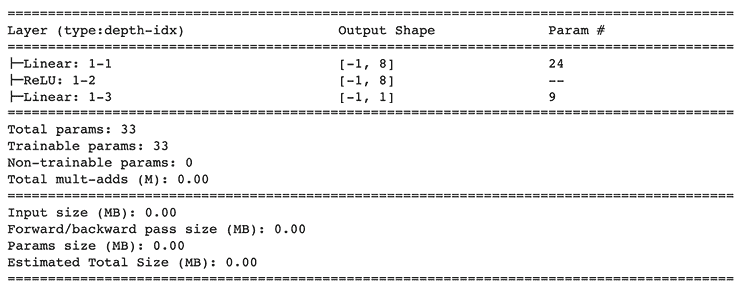 ==========================================================================================
Layer (type:depth-idx)                   Output Shape              Param #
==========================================================================================
├─Linear: 1-1                            [-1, 8]                   24
├─ReLU: 1-2                              [-1, 8]                   --
├─Linear: 1-3                            [-1, 1]                   9
==========================================================================================
Total params: 33
Trainable params: 33
Non-trainable params: 0
Total mult-adds (M): 0.00
==========================================================================================
Input size (MB): 0.00
Forward/backward pass size (MB): 0.00
Params size (MB): 0.00
Estimated Total Size (MB): 0.00
==========================================================================================